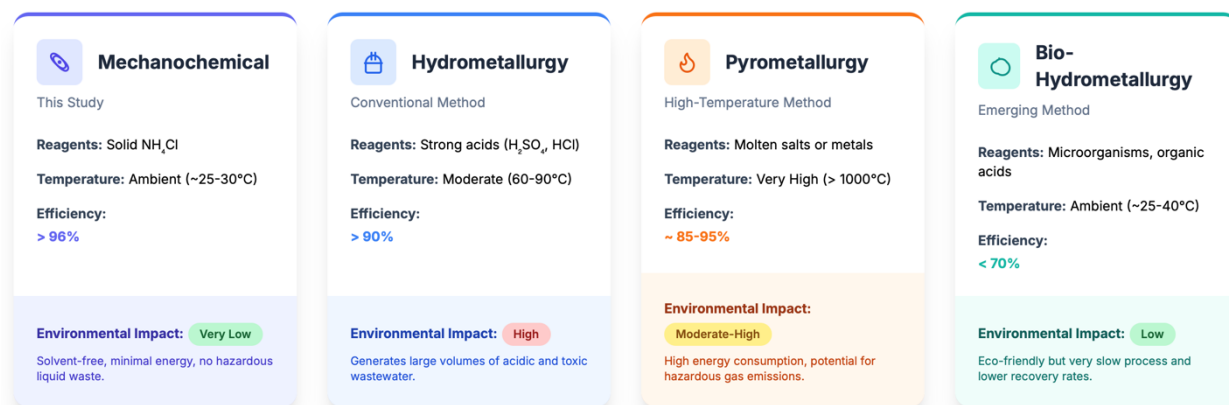 Mechanochemical
This Study
Reagents: Solid NH₄Cl
Temperature: Ambient (~25-30°C)
Efficiency:
> 96%
Environmental Impact: Very Low
Solvent-free, minimal energy, no hazardous
liquid waste.
Hydrometallurgy
Conventional Method
Reagents: Strong acids (H₂SO₄, HCl)
Temperature: Moderate (60-90°C)
Efficiency:
> 90%
Environmental Impact: High
Generates large volumes of acidic and toxic
wastewater.
Pyrometallurgy
High-Temperature Method
Reagents: Molten salts or metals
Temperature: Very High (> 1000°C)
Efficiency:
~ 85-95%
Environmental Impact:
Moderate-High
High energy consumption, potential for
hazardous gas emissions.
Bio-
Hydrometallurgy
Emerging Method
Reagents: Microorganisms, organic
acids
Temperature: Ambient (~25-40°C)
Efficiency:
< 70%
Environmental Impact: Low
Eco-friendly but very slow process and
lower recovery rates.